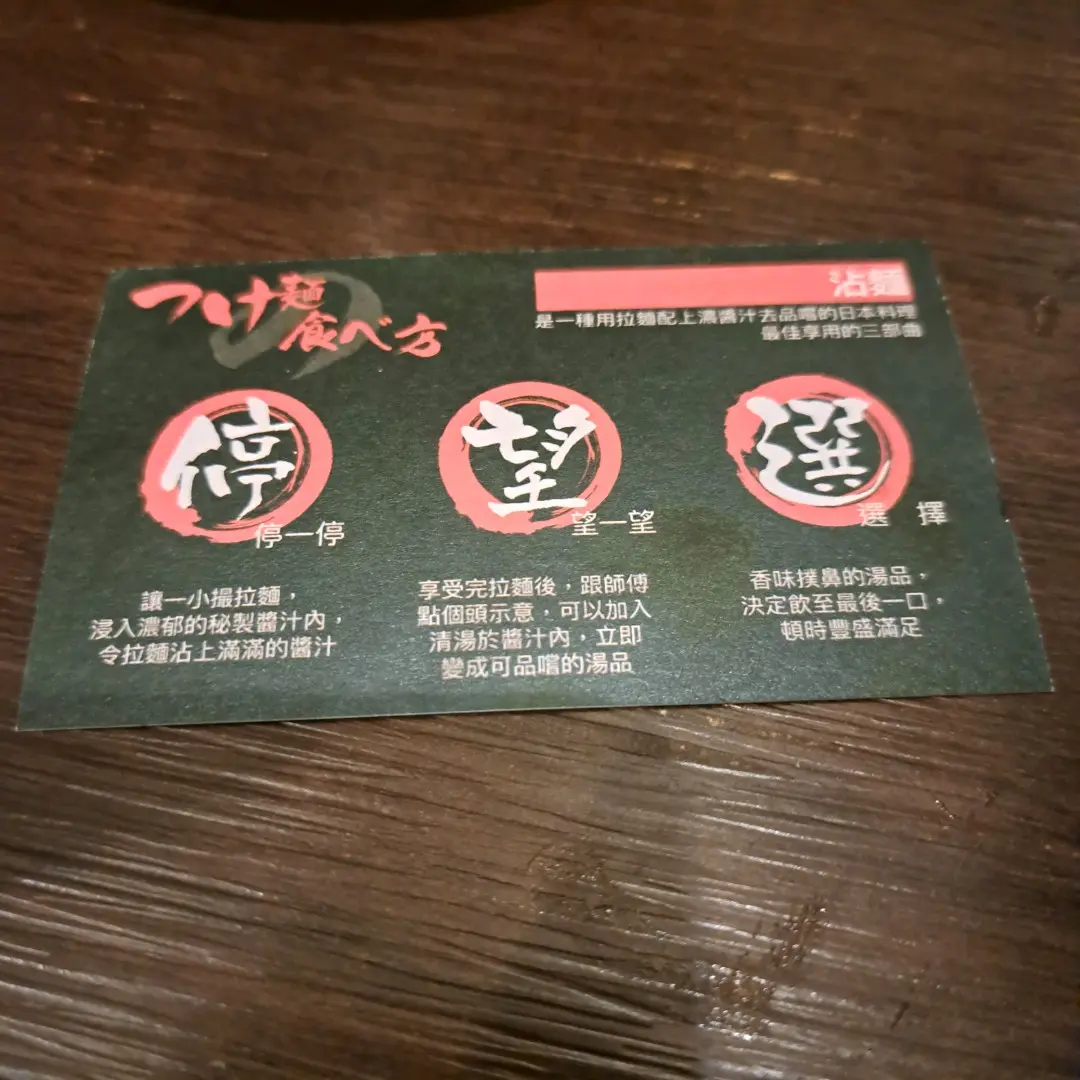 つけ麺
の
食べ方
沾麵
是一種用拉麵配上濃醬汁去品嚐的日本料理
最佳享用的三部曲
停
停一停
讓一小撮拉麵，
浸入濃郁的秘製醬汁內，
令拉麵沾上滿滿的醬汁
望
望一望
享受完拉麵後，跟師傅
點個頭示意，可以加入
清湯於醬汁內，立即
變成可品嚐的湯品
選
選擇
香味撲鼻的湯品，
決定飲至最後一口，
頓時豐盛滿足